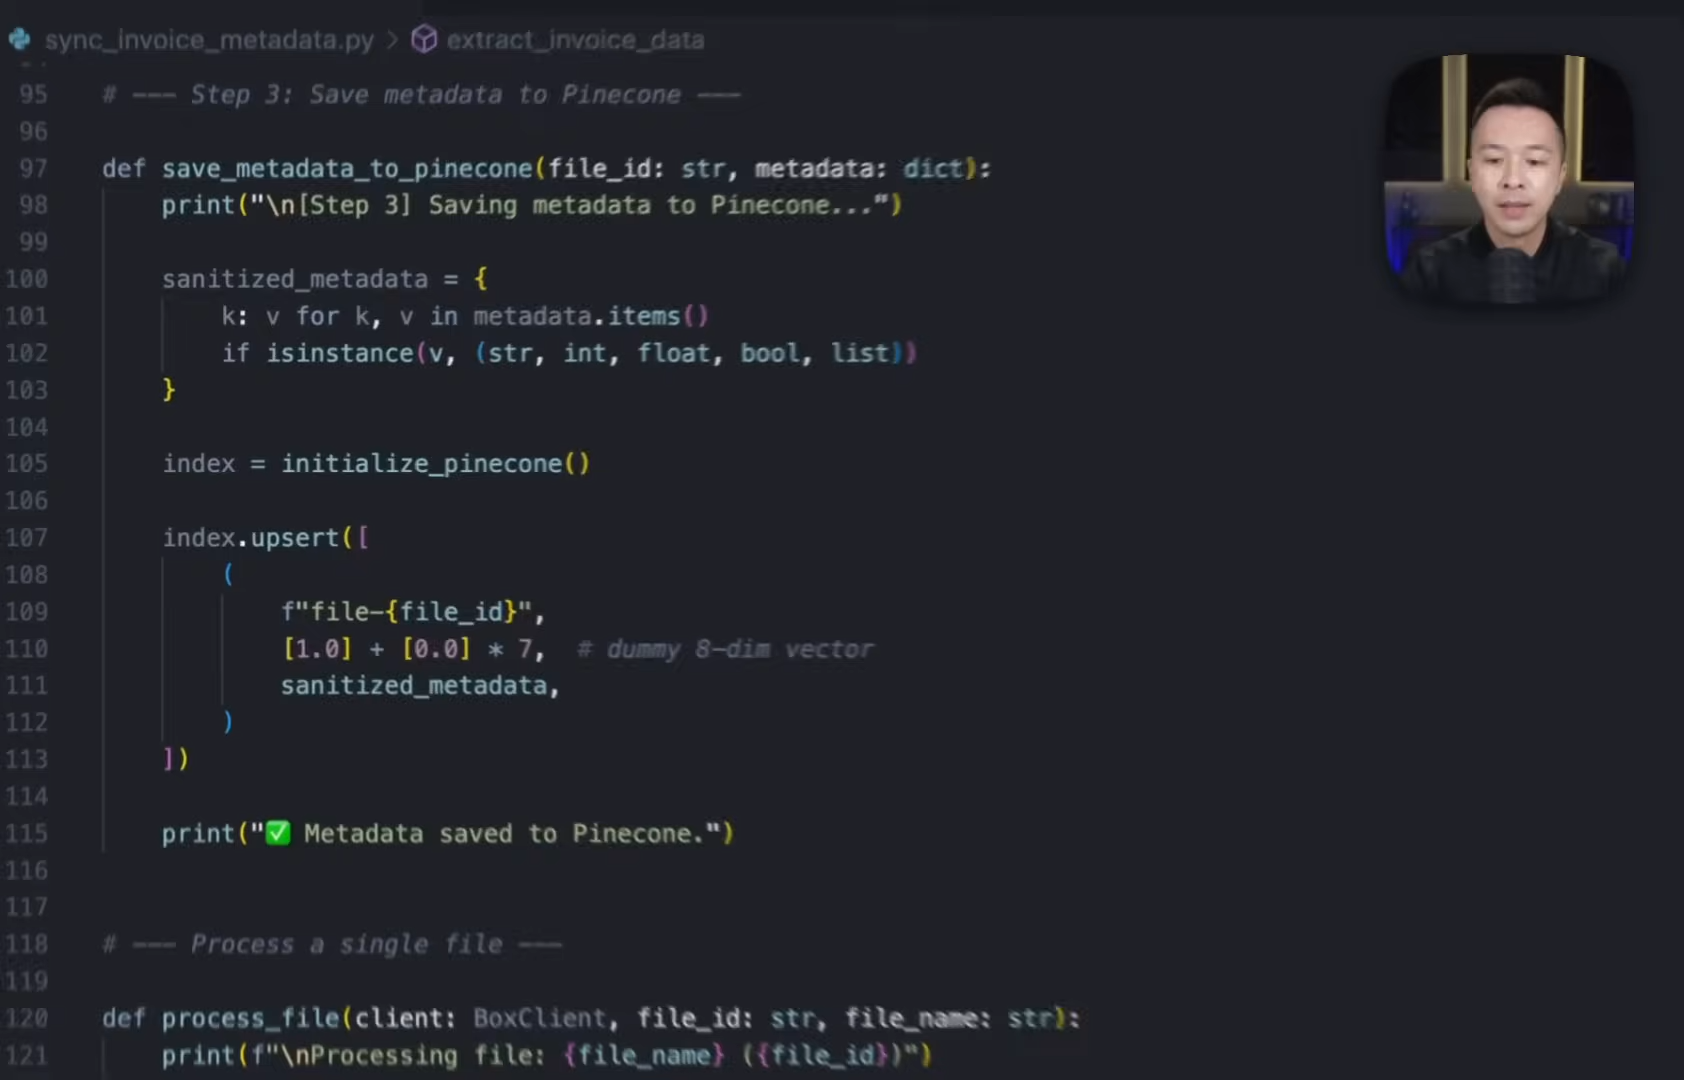 sync_invoice_metadata.py > extract_invoice_data
95 # --- Step 3: Save metadata to Pinecone ---
96
97 def save_metadata_to_pinecone(file_id: str, metadata: dict):
98 print("\n[Step 3] Saving metadata to Pinecone...")
99
100 sanitized_metadata = {
101 k: v for k, v in metadata.items()
102 if isinstance(v, (str, int, float, bool, list))
103 }
104
105 index = initialize_pinecone()
106
107 index.upsert([
108 (
109 f"file-{file_id}",
110 [1.0] + [0.0] * 7, # dummy 8-dim vector
111 sanitized_metadata,
112 )
113 ])
114
115 print("✅ Metadata saved to Pinecone.")
116
117
118 # --- Process a single file ---
119
120 def process_file(client: BoxClient, file_id: str, file_name: str):
121 print(f"\nProcessing file: {file_name} ({file_id})")